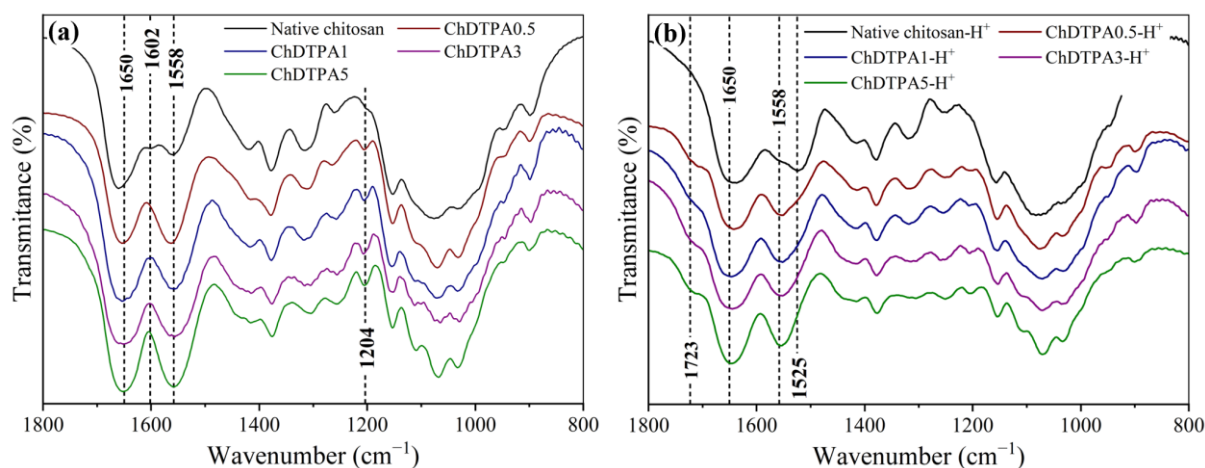 (a)
Native chitosan
ChDTPA0.5
ChDTPA1
ChDTPA3
ChDTPA5
1650
1602
1558
1204
Transmitance (%)
1800 1600 1400 1200 1000 800
Wavenumber (cm⁻¹)
(b)
Native chitosan-H⁺
ChDTPA0.5-H⁺
ChDTPA1-H⁺
ChDTPA3-H⁺
ChDTPA5-H⁺
1650
1558
1723
1525
Transmitance (%)
1800 1600 1400 1200 1000 800
Wavenumber (cm⁻¹)